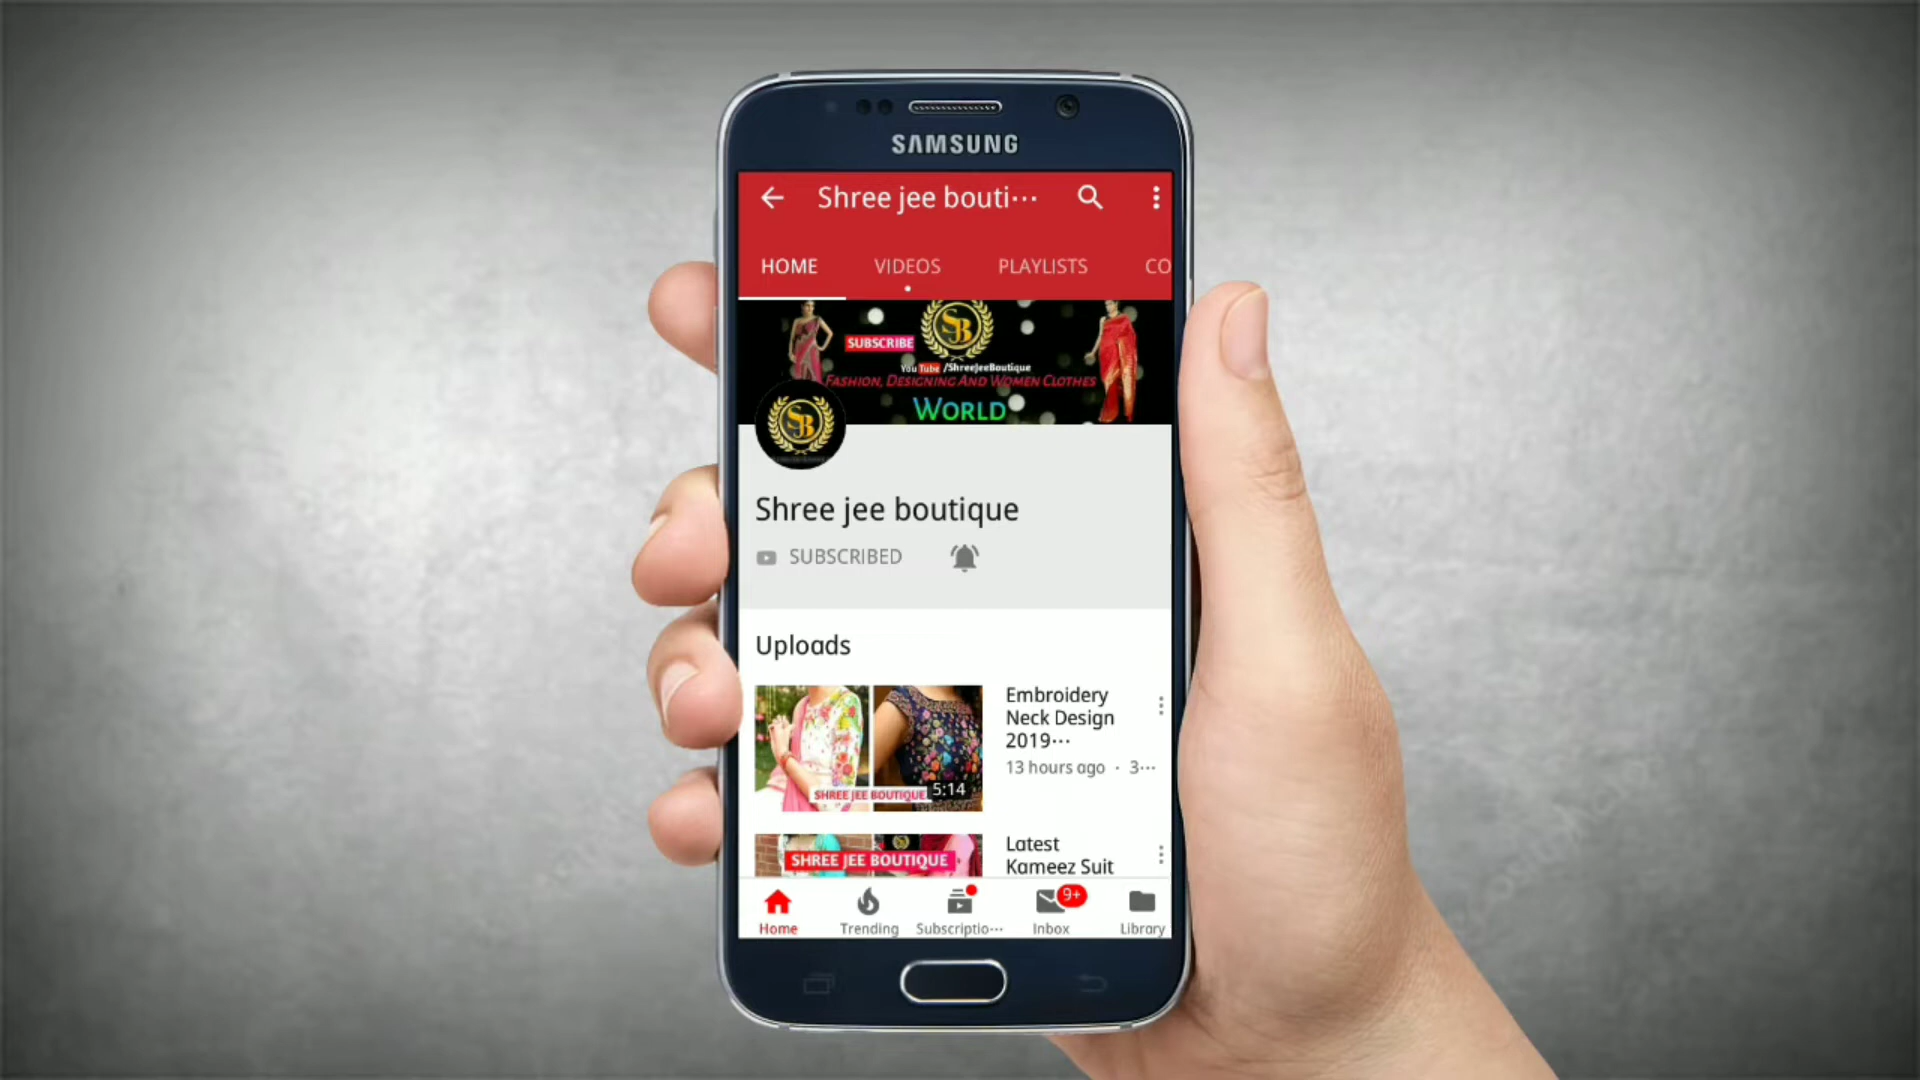 SAMSUNG
Shree jee bouti···
HOME
VIDEOS
PLAYLISTS
CO
SJB
SUBSCRIBE
You Tube /ShreeJeeBoutique
FASHION, DESIGNING AND WOMEN CLOTHES
WORLD
SJB
Shree jee boutique
SUBSCRIBED
Uploads
Embroidery
Neck Design
2019···
13 hours ago · 3···
SHREE JEE BOUTIQUE
5:14
Latest
Kameez Suit
SHREE JEE BOUTIQUE
9+
Home
Trending
Subscriptio···
Inbox
Library